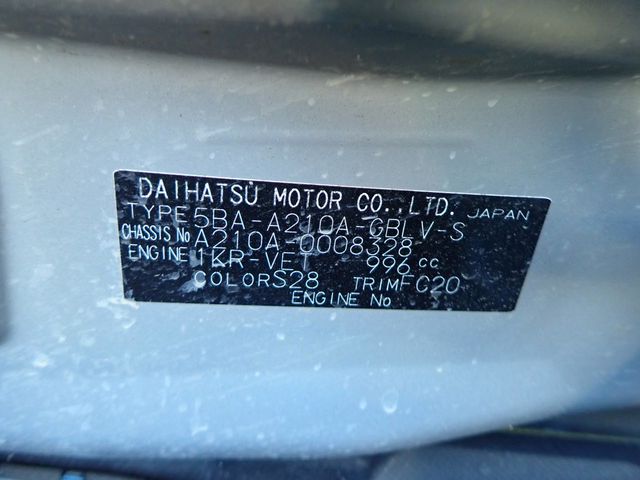 DAIHATSU MOTOR CO.,LTD. JAPAN
TYPE 5BA-A210A-GBLV-S
CHASSIS No A210A-0008328
ENGINE 1KR-VET 996 cc
COLOR S28 TRIM FC20
ENGINE No